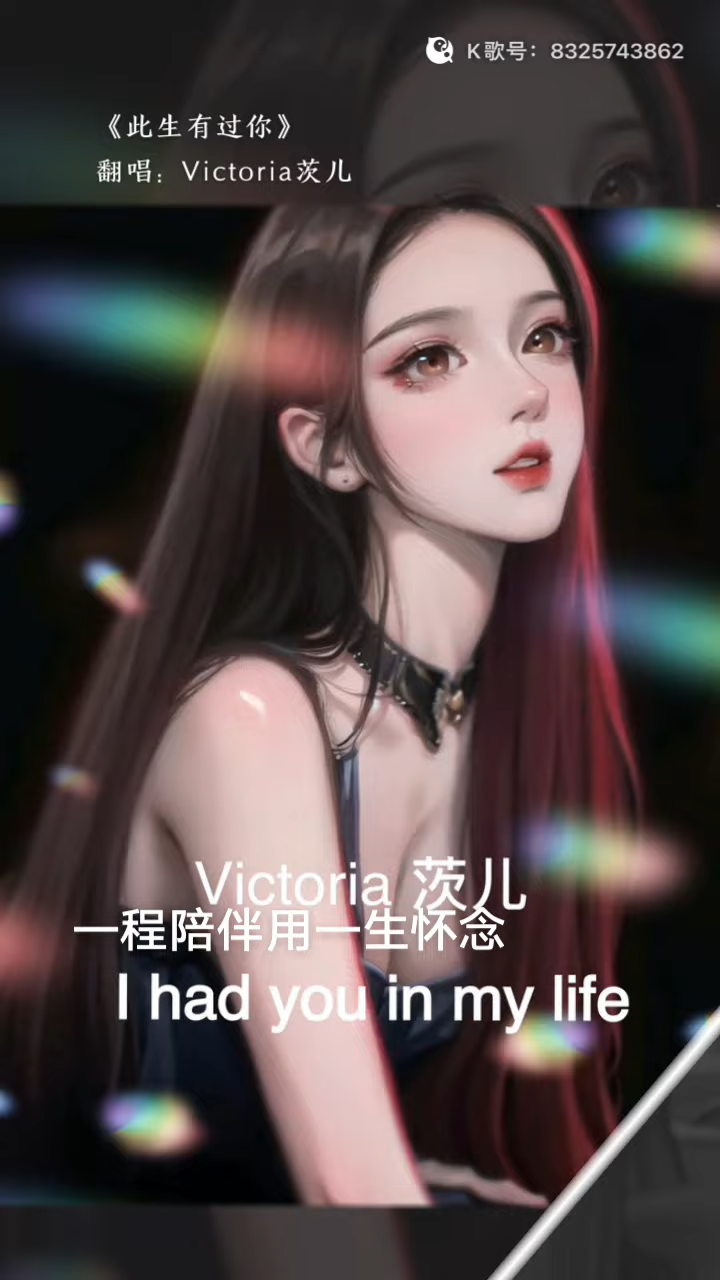 K歌号：8325743862
《此生有过你》
翻唱：Victoria茨儿
Victoria 茨儿
一程陪伴用一生怀念
I had you in my life